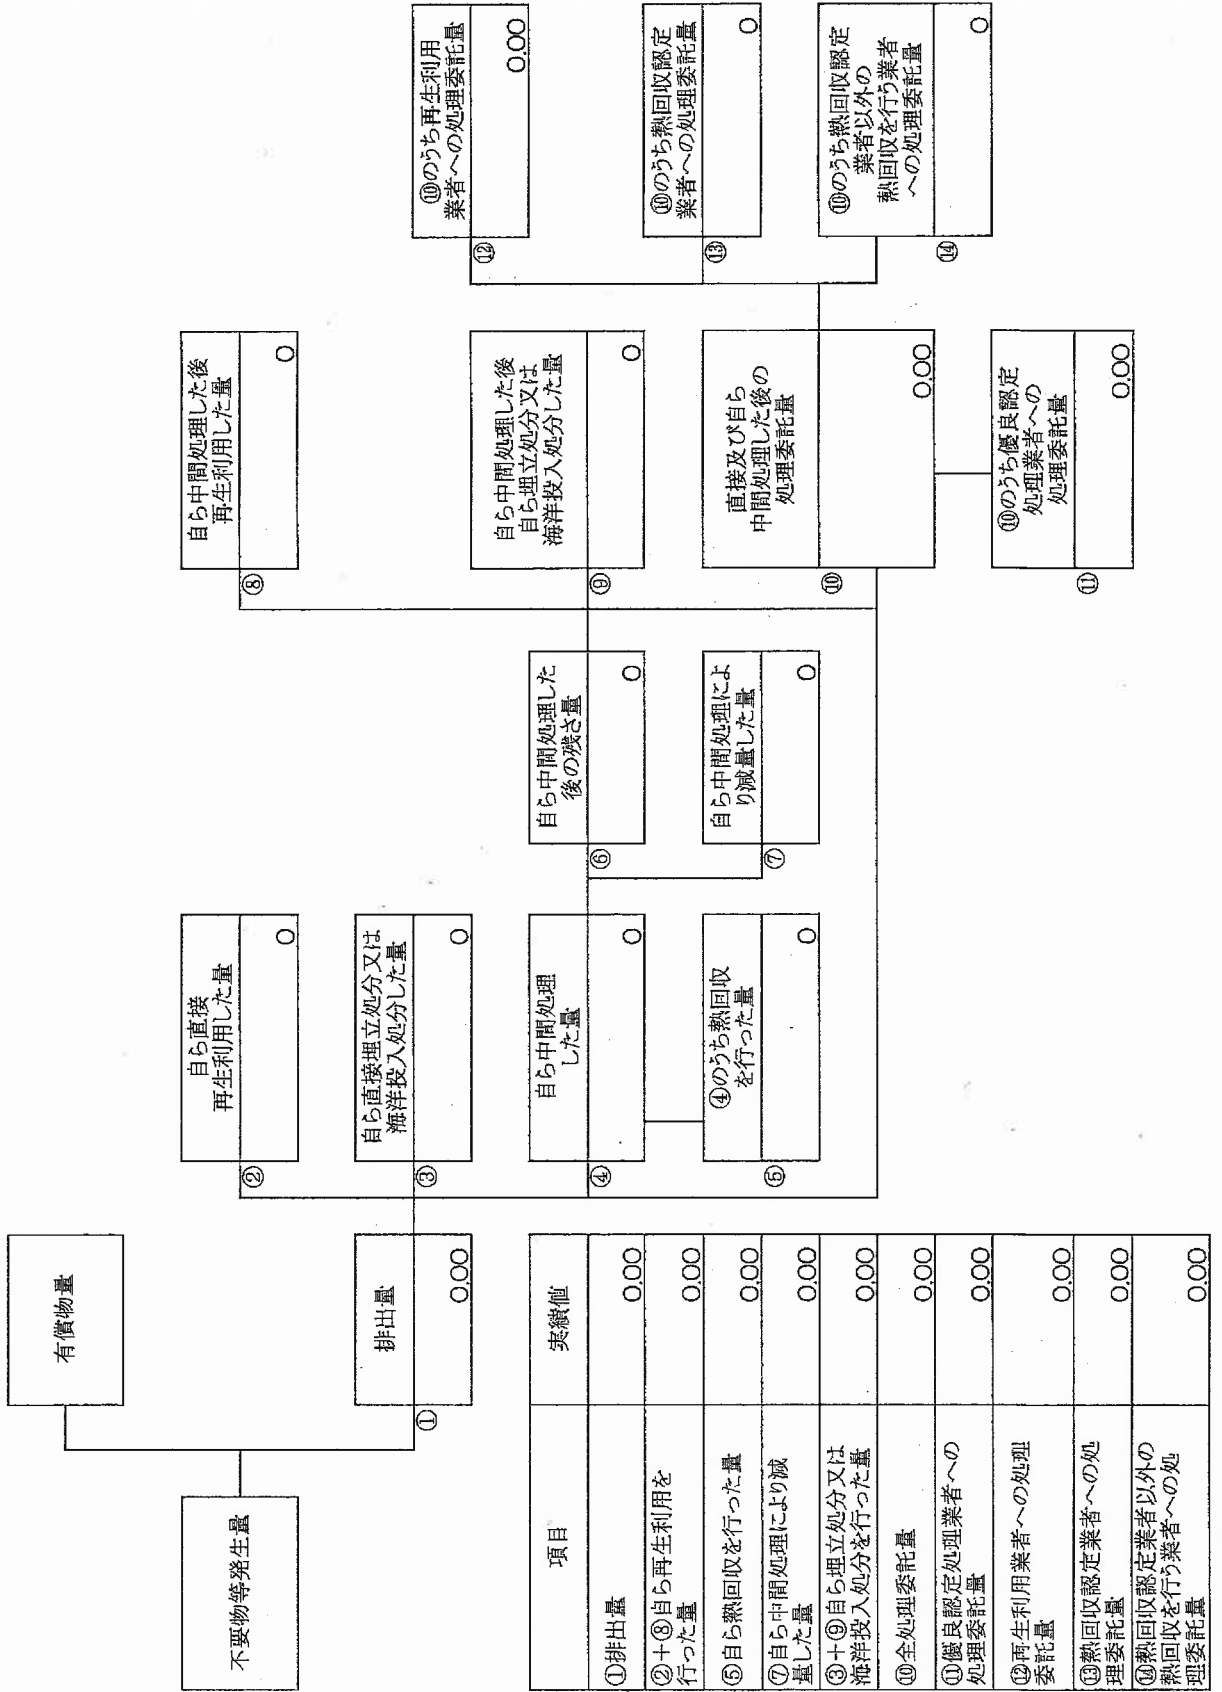 不要物等発生量
有償物量
①
排出量
0.00
②
自ら直接
再生利用した量
0
③
自ら直接埋立処分又は
海洋投入処分した量
0
④
自ら中間処理
した量
0
⑤
④のうち熱回収
を行った量
0
⑥
自ら中間処理した
後の残さ量
0
⑦
自ら中間処理によ
り減量した量
0
⑧
自ら中間処理した後
再生利用した量
0
⑨
自ら中間処理した後
自ら埋立処分又は
海洋投入処分した量
0
⑩
直接及び自ら
中間処理した後の
処理委託量
0.00
⑪
⑩のうち優良認定
処理業者への
処理委託量
0.00
⑫
⑩のうち再生利用
業者への処理委託量
0.00
⑬
⑩のうち熱回収認定
業者への処理委託量
0
⑭
⑩のうち熱回収認定
業者以外の
熱回収を行う業者
への処理委託量
0
項目 実績値
①排出量 0.00
②+⑧自ら再生利用を
行った量 0.00
⑤自ら熱回収を行った量 0.00
⑦自ら中間処理により減
量した量 0.00
③+⑨自ら埋立処分又は
海洋投入処分を行った量 0.00
⑩全処理委託量 0.00
⑪優良認定処理業者への
処理委託量 0.00
⑫再生利用業者への処理
委託量 0.00
⑬熱回収認定業者への処
理委託量 0.00
⑭熱回収認定業者以外の
熱回収を行う業者への処
理委託量 0.00